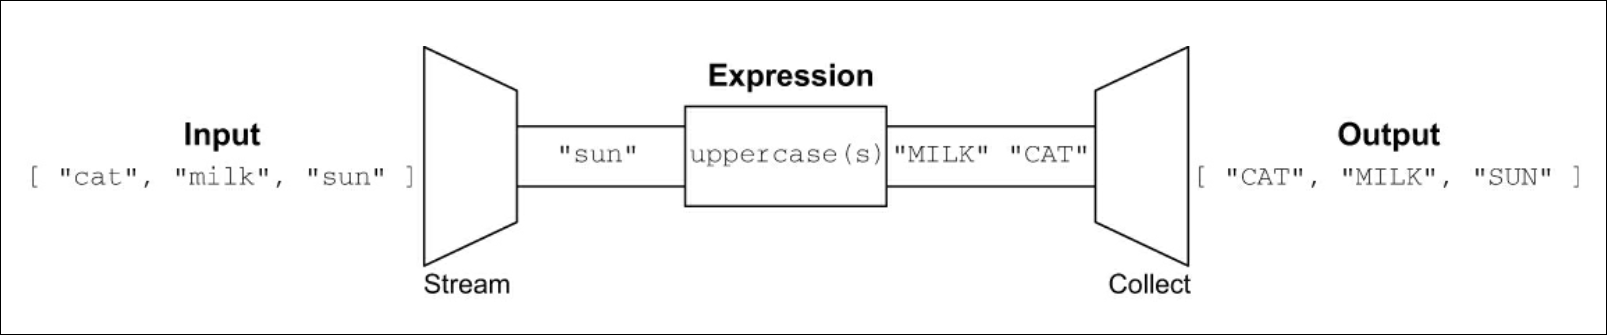 Input
[ "cat", "milk", "sun" ]
Stream
"sun"
Expression
uppercase(s)
"MILK" "CAT"
Collect
Output
[ "CAT", "MILK", "SUN" ]